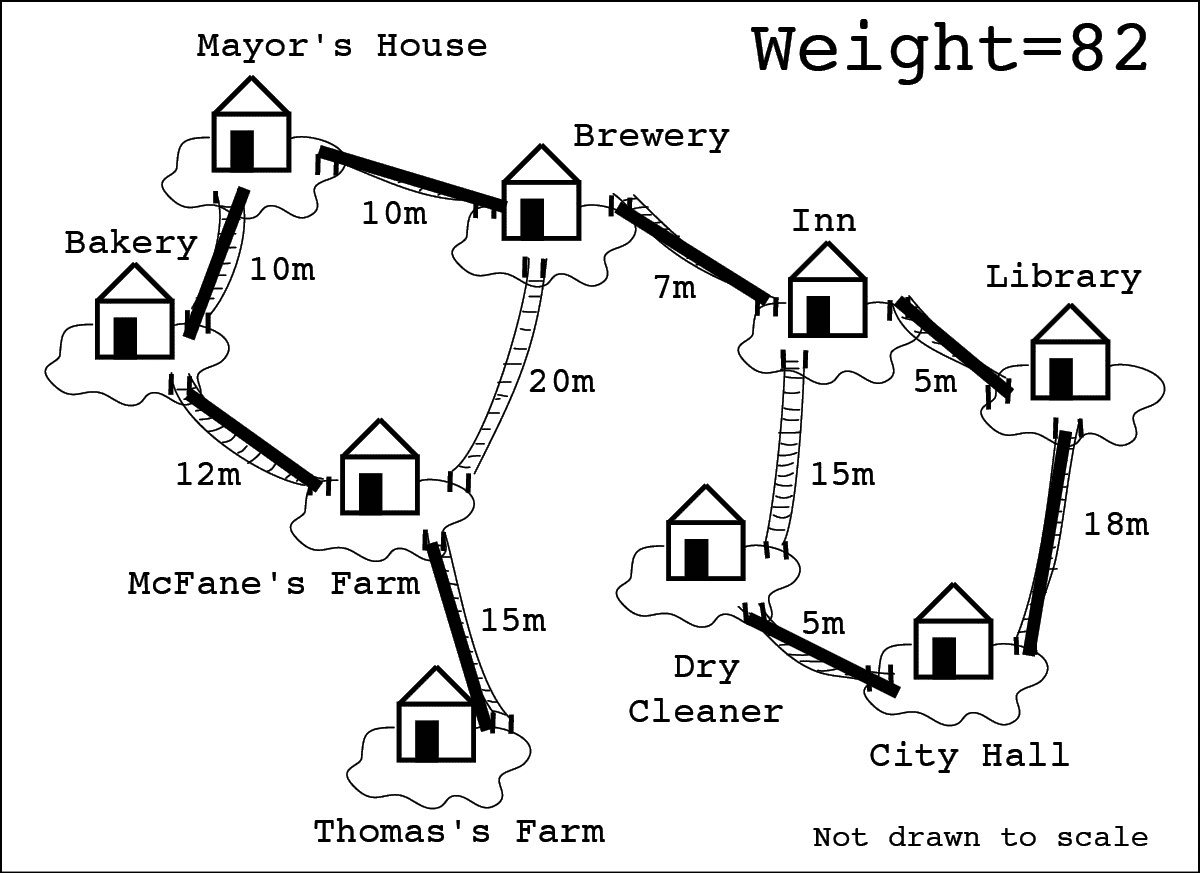 Mayor's House
Weight=82
Brewery
10m
Bakery
10m
Inn
7m
Library
20m
5m
12m
15m
18m
McFane's Farm
15m
5m
Dry
Cleaner
City Hall
Thomas's Farm
Not drawn to scale